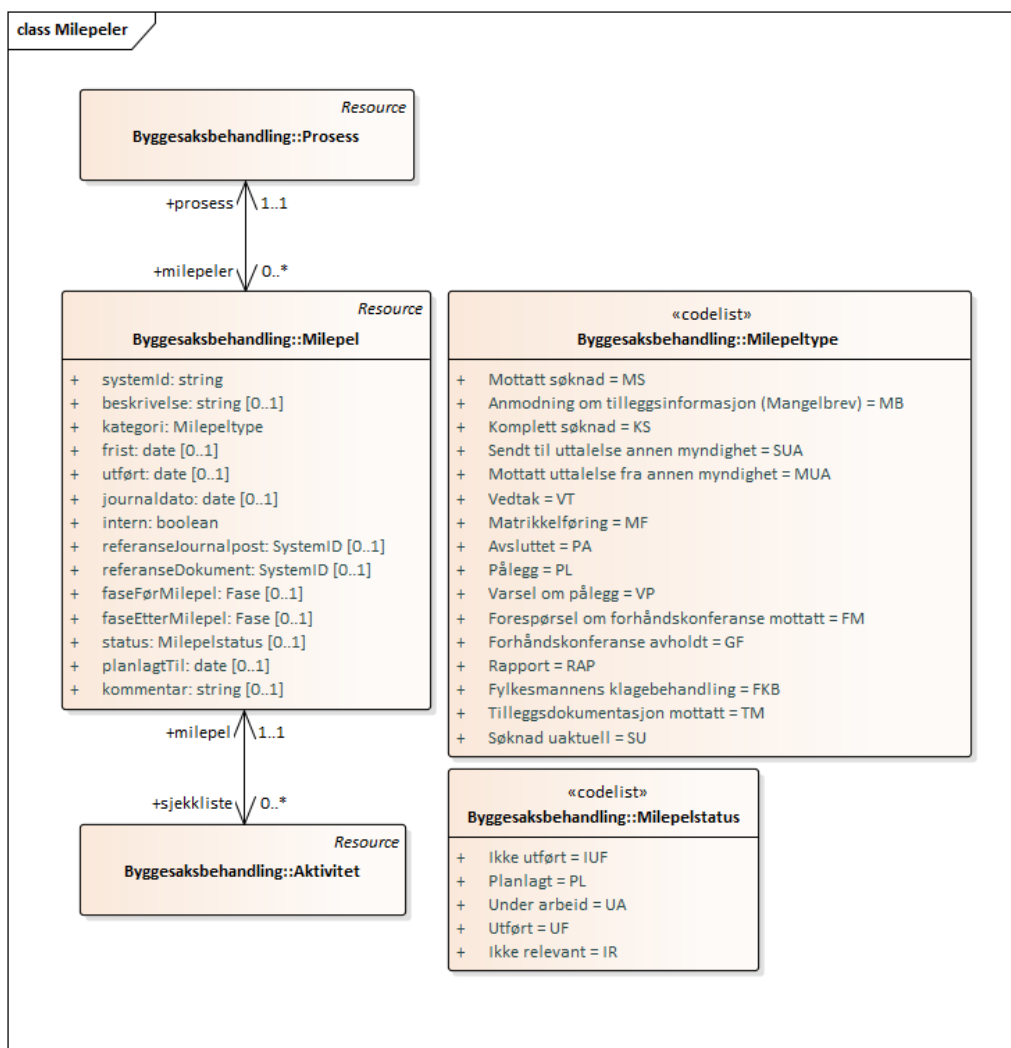 class Milepeler
Resource
Byggesaksbehandling::Prosess
+prosess 1..1
+milepeler 0..*
Resource
Byggesaksbehandling::Milepel
+ systemId: string
+ beskrivelse: string [0..1]
+ kategori: Milepeltype
+ frist: date [0..1]
+ utført: date [0..1]
+ journaldato: date [0..1]
+ intern: boolean
+ referanseJournalpost: SystemID [0..1]
+ referanseDokument: SystemID [0..1]
+ faseFørMilepel: Fase [0..1]
+ faseEtterMilepel: Fase [0..1]
+ status: Milepelstatus [0..1]
+ planlagtTil: date [0..1]
+ kommentar: string [0..1]
«codelist»
Byggesaksbehandling::Milepeltype
+ Mottatt søknad = MS
+ Anmodning om tilleggsinformasjon (Mangelbrev) = MB
+ Komplett søknad = KS
+ Sendt til uttalelse annen myndighet = SUA
+ Mottatt uttalelse fra annen myndighet = MUA
+ Vedtak = VT
+ Matrikkelføring = MF
+ Avsluttet = PA
+ Pålegg = PL
+ Varsel om pålegg = VP
+ Forespørsel om forhåndskonferanse mottatt = FM
+ Forhåndskonferanse avholdt = GF
+ Rapport = RAP
+ Fylkesmannens klagebehandling = FKB
+ Tilleggsdokumentasjon mottatt = TM
+ Søknad uaktuell = SU
+milepel 1..1
+sjekkliste 0..*
Resource
Byggesaksbehandling::Aktivitet
«codelist»
Byggesaksbehandling::Milepelstatus
+ Ikke utført = IUF
+ Planlagt = PL
+ Under arbeid = UA
+ Utført = UF
+ Ikke relevant = IR